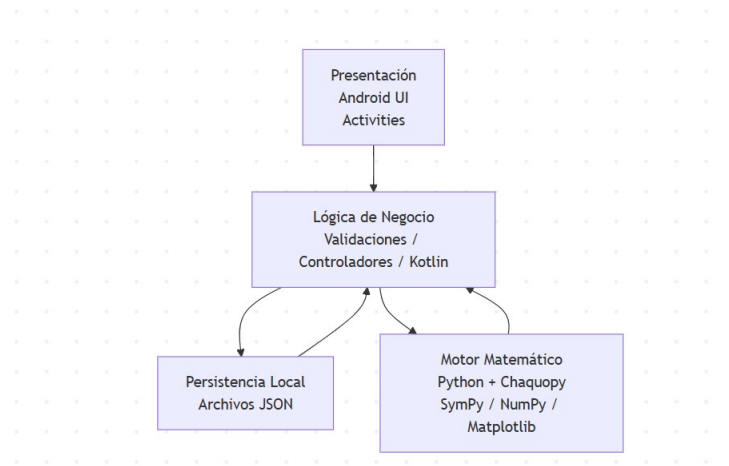 Presentación
Android UI
Activities
Lógica de Negocio
Validaciones /
Controladores / Kotlin
Persistencia Local
Archivos JSON
Motor Matemático
Python + Chaquopy
SymPy / NumPy /
Matplotlib